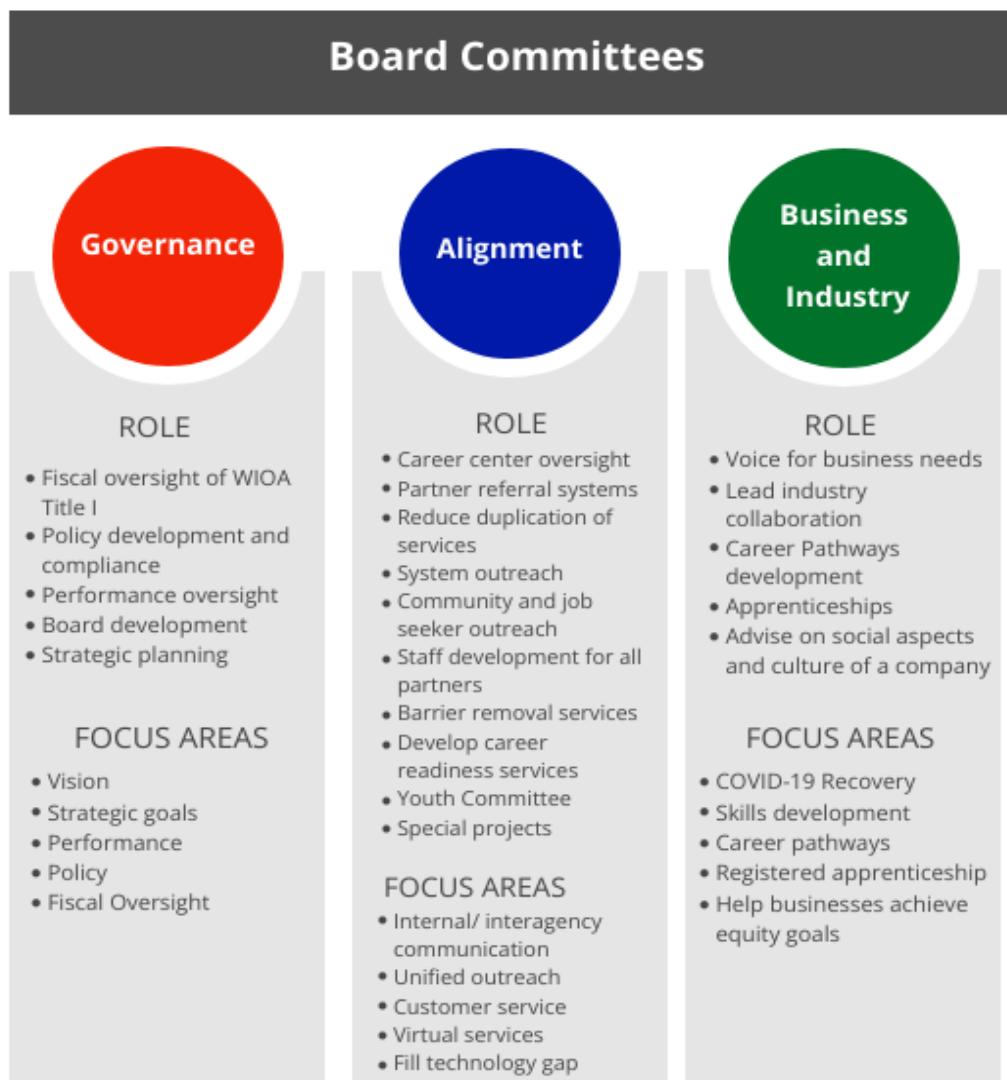 Board Committees
Governance
ROLE
• Fiscal oversight of WIOA
Title I
• Policy development and
compliance
• Performance oversight
• Board development
• Strategic planning
FOCUS AREAS
• Vision
• Strategic goals
• Performance
• Policy
• Fiscal Oversight
Alignment
ROLE
• Career center oversight
• Partner referral systems
• Reduce duplication of
services
• System outreach
• Community and job
seeker outreach
• Staff development for all
partners
• Barrier removal services
• Develop career
readiness services
• Youth Committee
• Special projects
FOCUS AREAS
• Internal/ interagency
communication
• Unified outreach
• Customer service
• Virtual services
• Fill technology gap
Business
and
Industry
ROLE
• Voice for business needs
• Lead industry
collaboration
• Career Pathways
development
• Apprenticeships
• Advise on social aspects
and culture of a company
FOCUS AREAS
• COVID-19 Recovery
• Skills development
• Career pathways
• Registered apprenticeship
• Help businesses achieve
equity goals